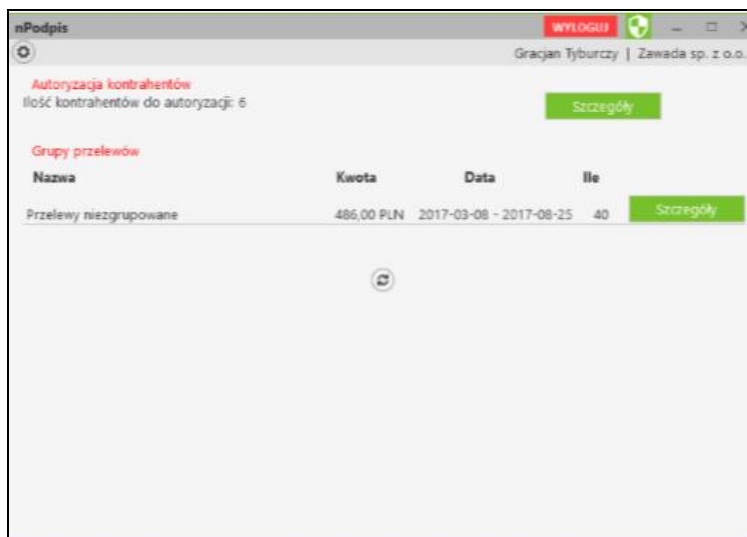 nPodpis WYLOGUJ
Gracjan Tyburczy | Zawada sp. z o.o.
Autoryzacja kontrahentów
Ilość kontrahentów do autoryzacji: 6
Szczegóły
Grupy przelewów
Nazwa Kwota Data Ile
Przelewy niezgrupowane 486,00 PLN 2017-03-08 - 2017-08-25 40 Szczegóły